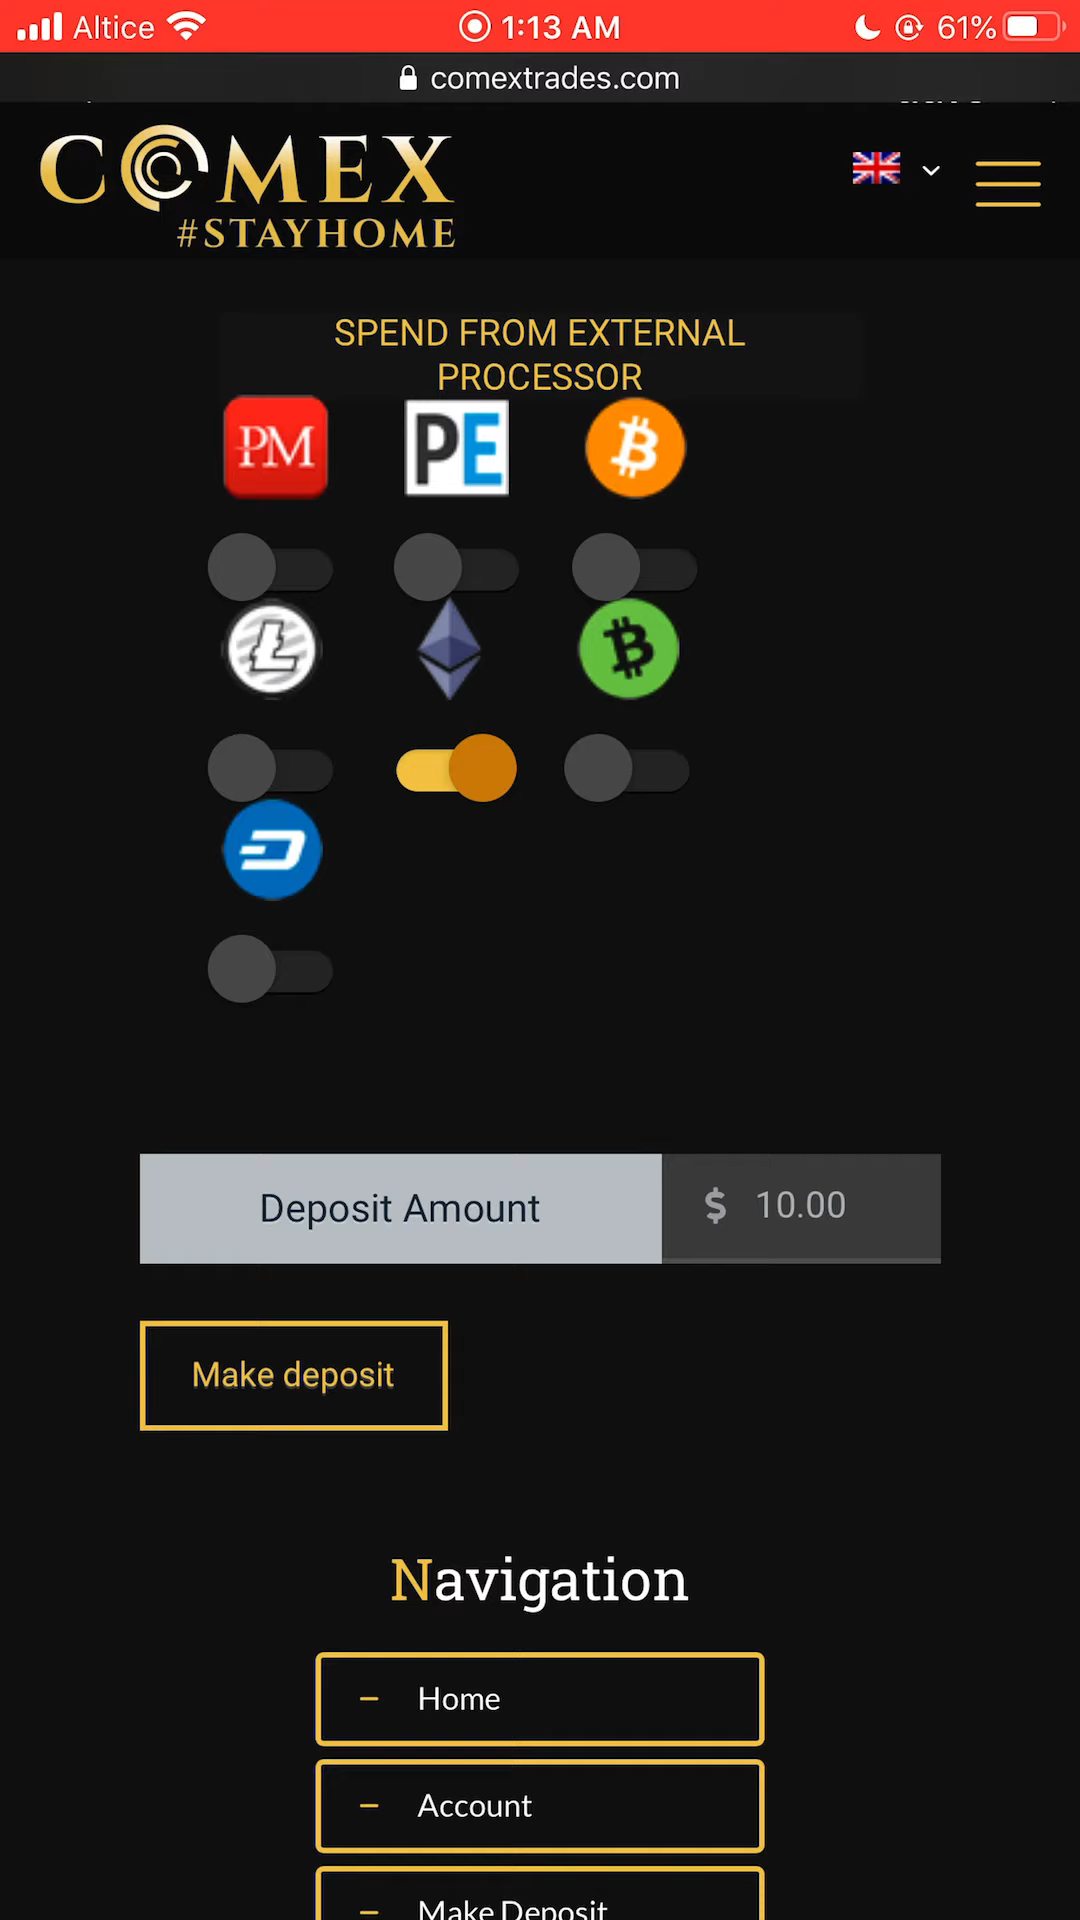 Altice 1:13 AM 61%
comextrades.com
COMEX
#STAYHOME
SPEND FROM EXTERNAL
PROCESSOR
PM PE
Deposit Amount $ 10.00
Make deposit
Navigation
Home
Account
Make Deposit